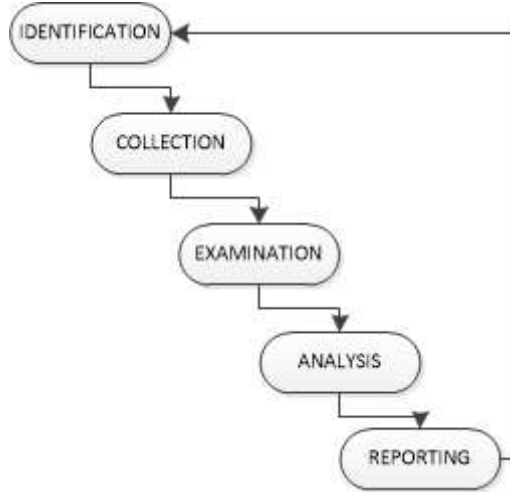 IDENTIFICATION
COLLECTION
EXAMINATION
ANALYSIS
REPORTING